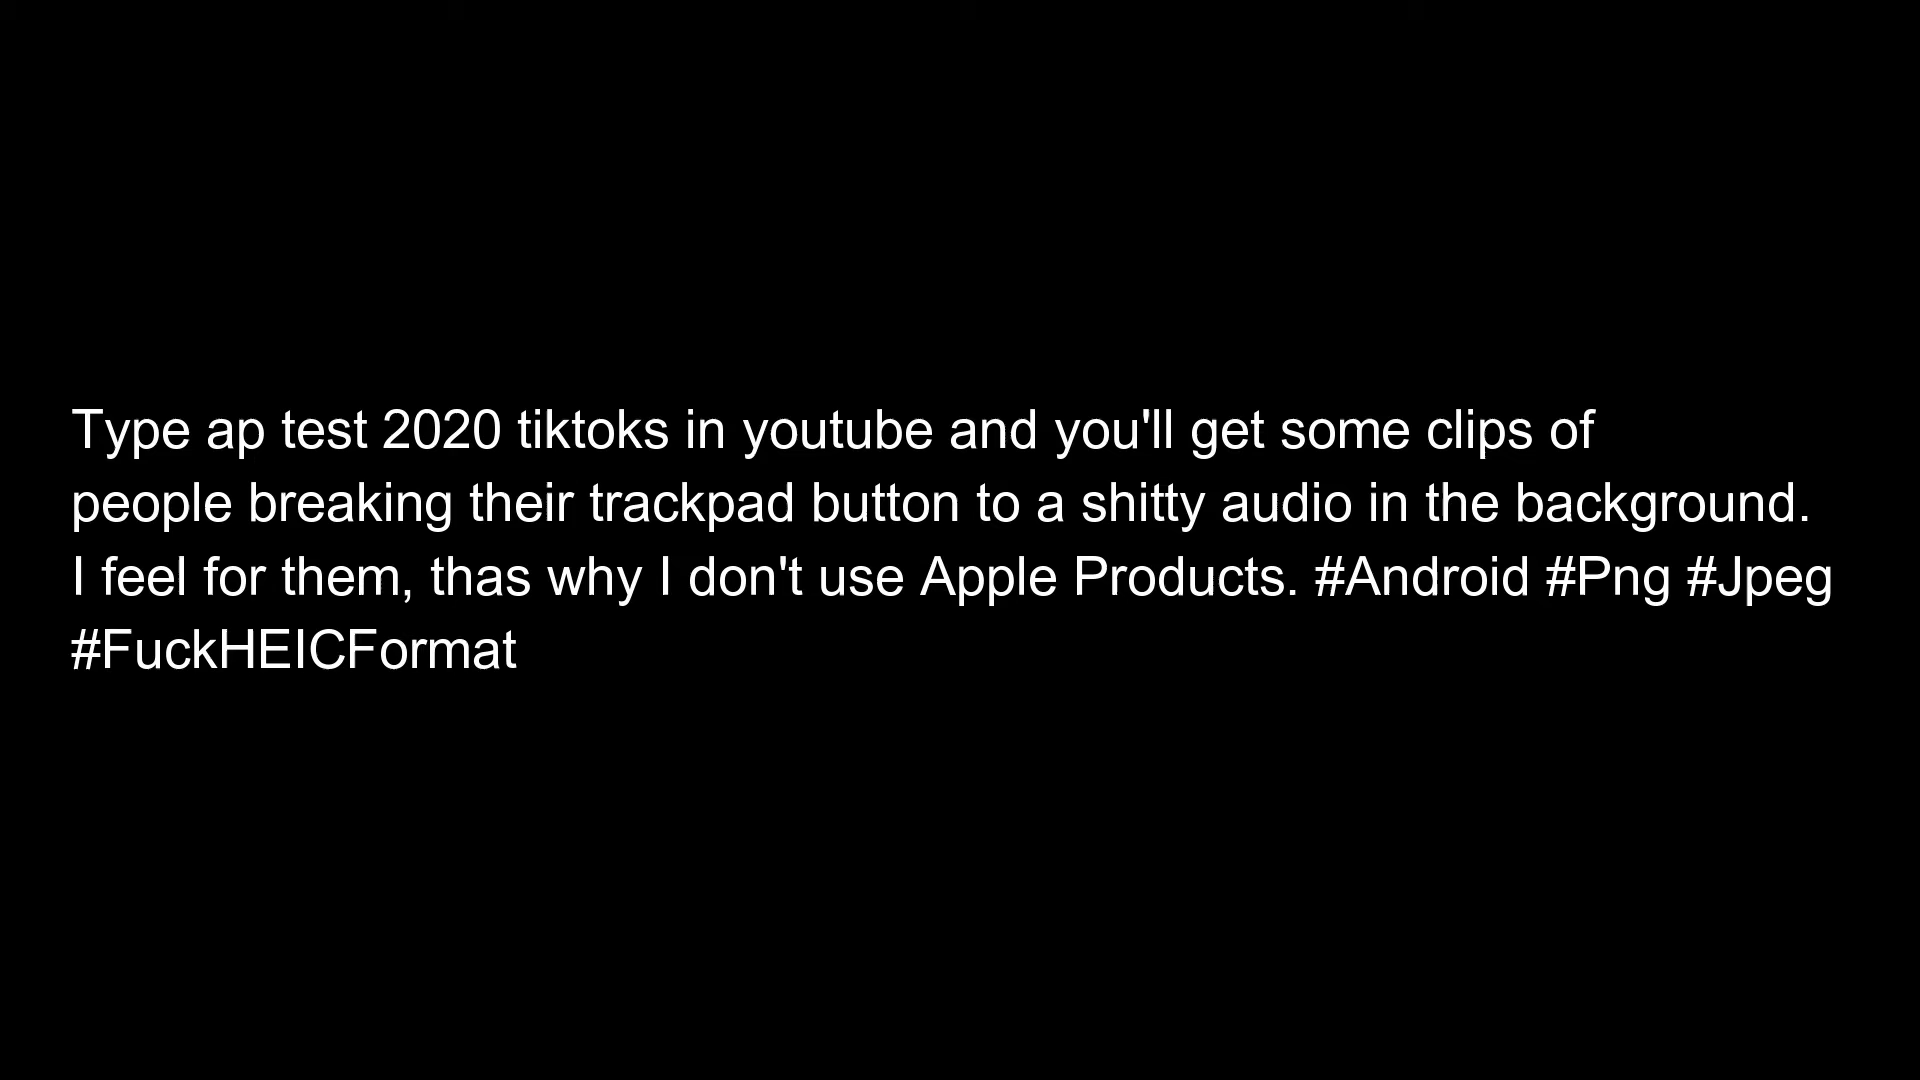 Type ap test 2020 tiktoks in youtube and you'll get some clips of
people breaking their trackpad button to a shitty audio in the background.
I feel for them, thas why I don't use Apple Products. #Android #Png #Jpeg
#FuckHEICFormat